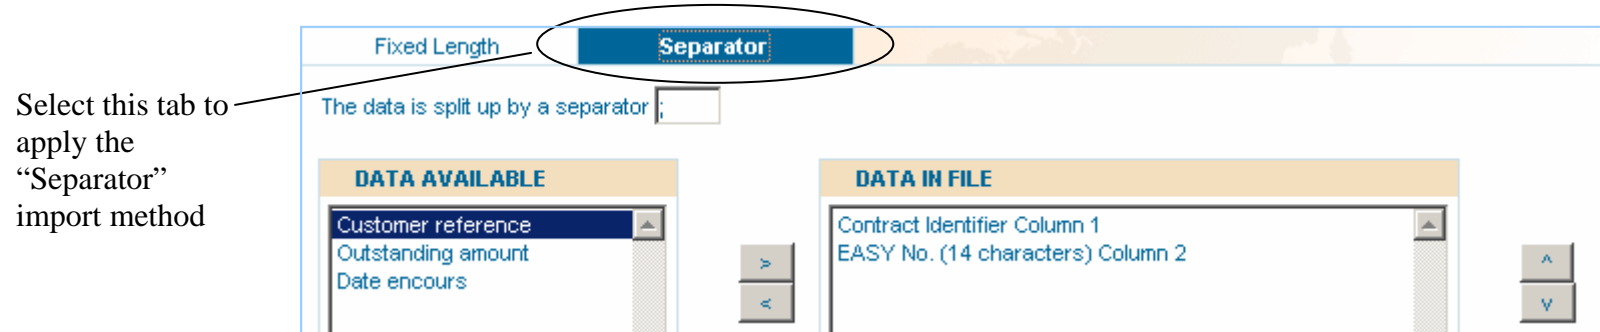 Fixed Length
Separator
Select this tab to
apply the
“Separator”
import method
The data is split up by a separator ;
DATA AVAILABLE
Customer reference
Outstanding amount
Date encours
>
<
DATA IN FILE
Contract Identifier Column 1
EASY No. (14 characters) Column 2
^
v